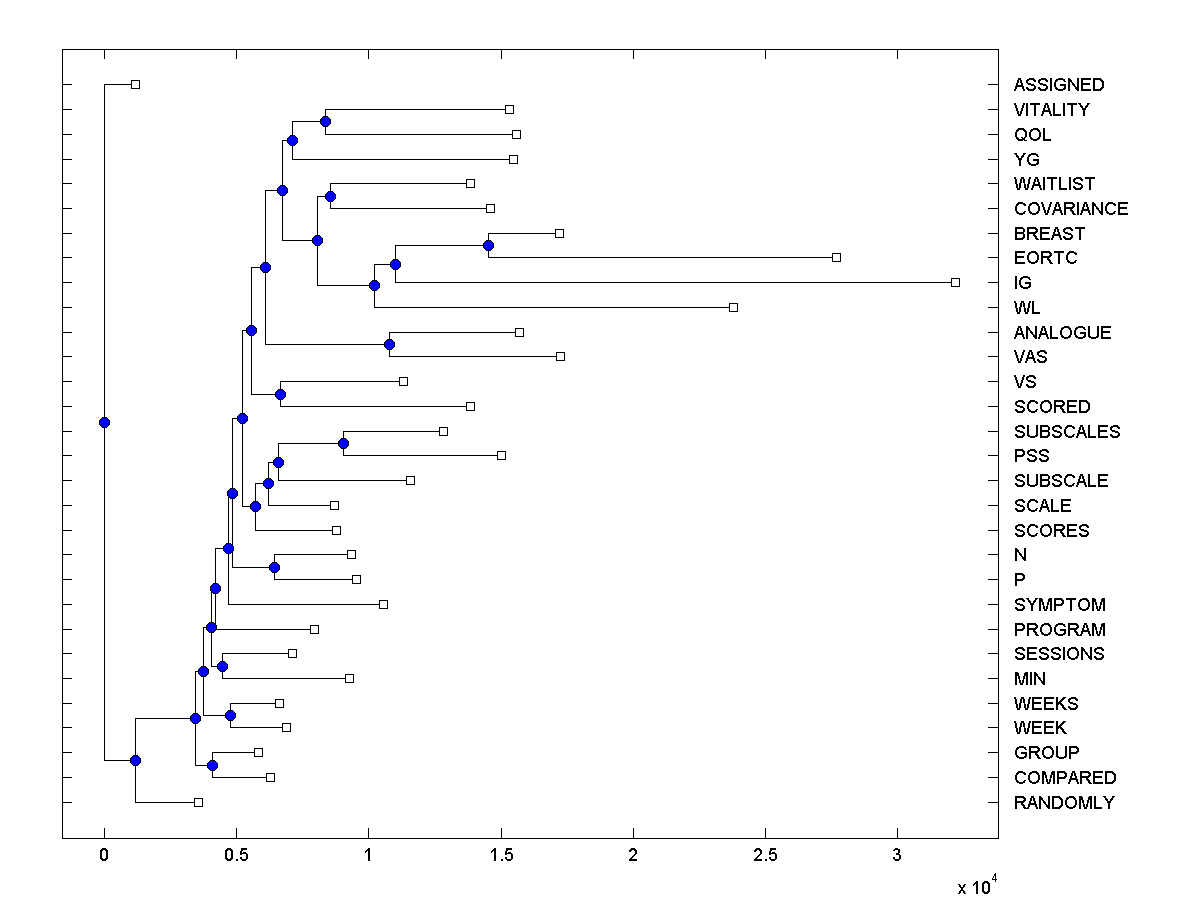 ASSIGNED
VITALITY
QOL
YG
WAITLIST
COVARIANCE
BREAST
EORTC
IG
WL
ANALOGUE
VAS
VS
SCORED
SUBSCALES
PSS
SUBSCALE
SCALE
SCORES
N
P
SYMPTOM
PROGRAM
SESSIONS
MIN
WEEKS
WEEK
GROUP
COMPARED
RANDOMLY
0 0.5 1 1.5 2 2.5 3
x 10^4